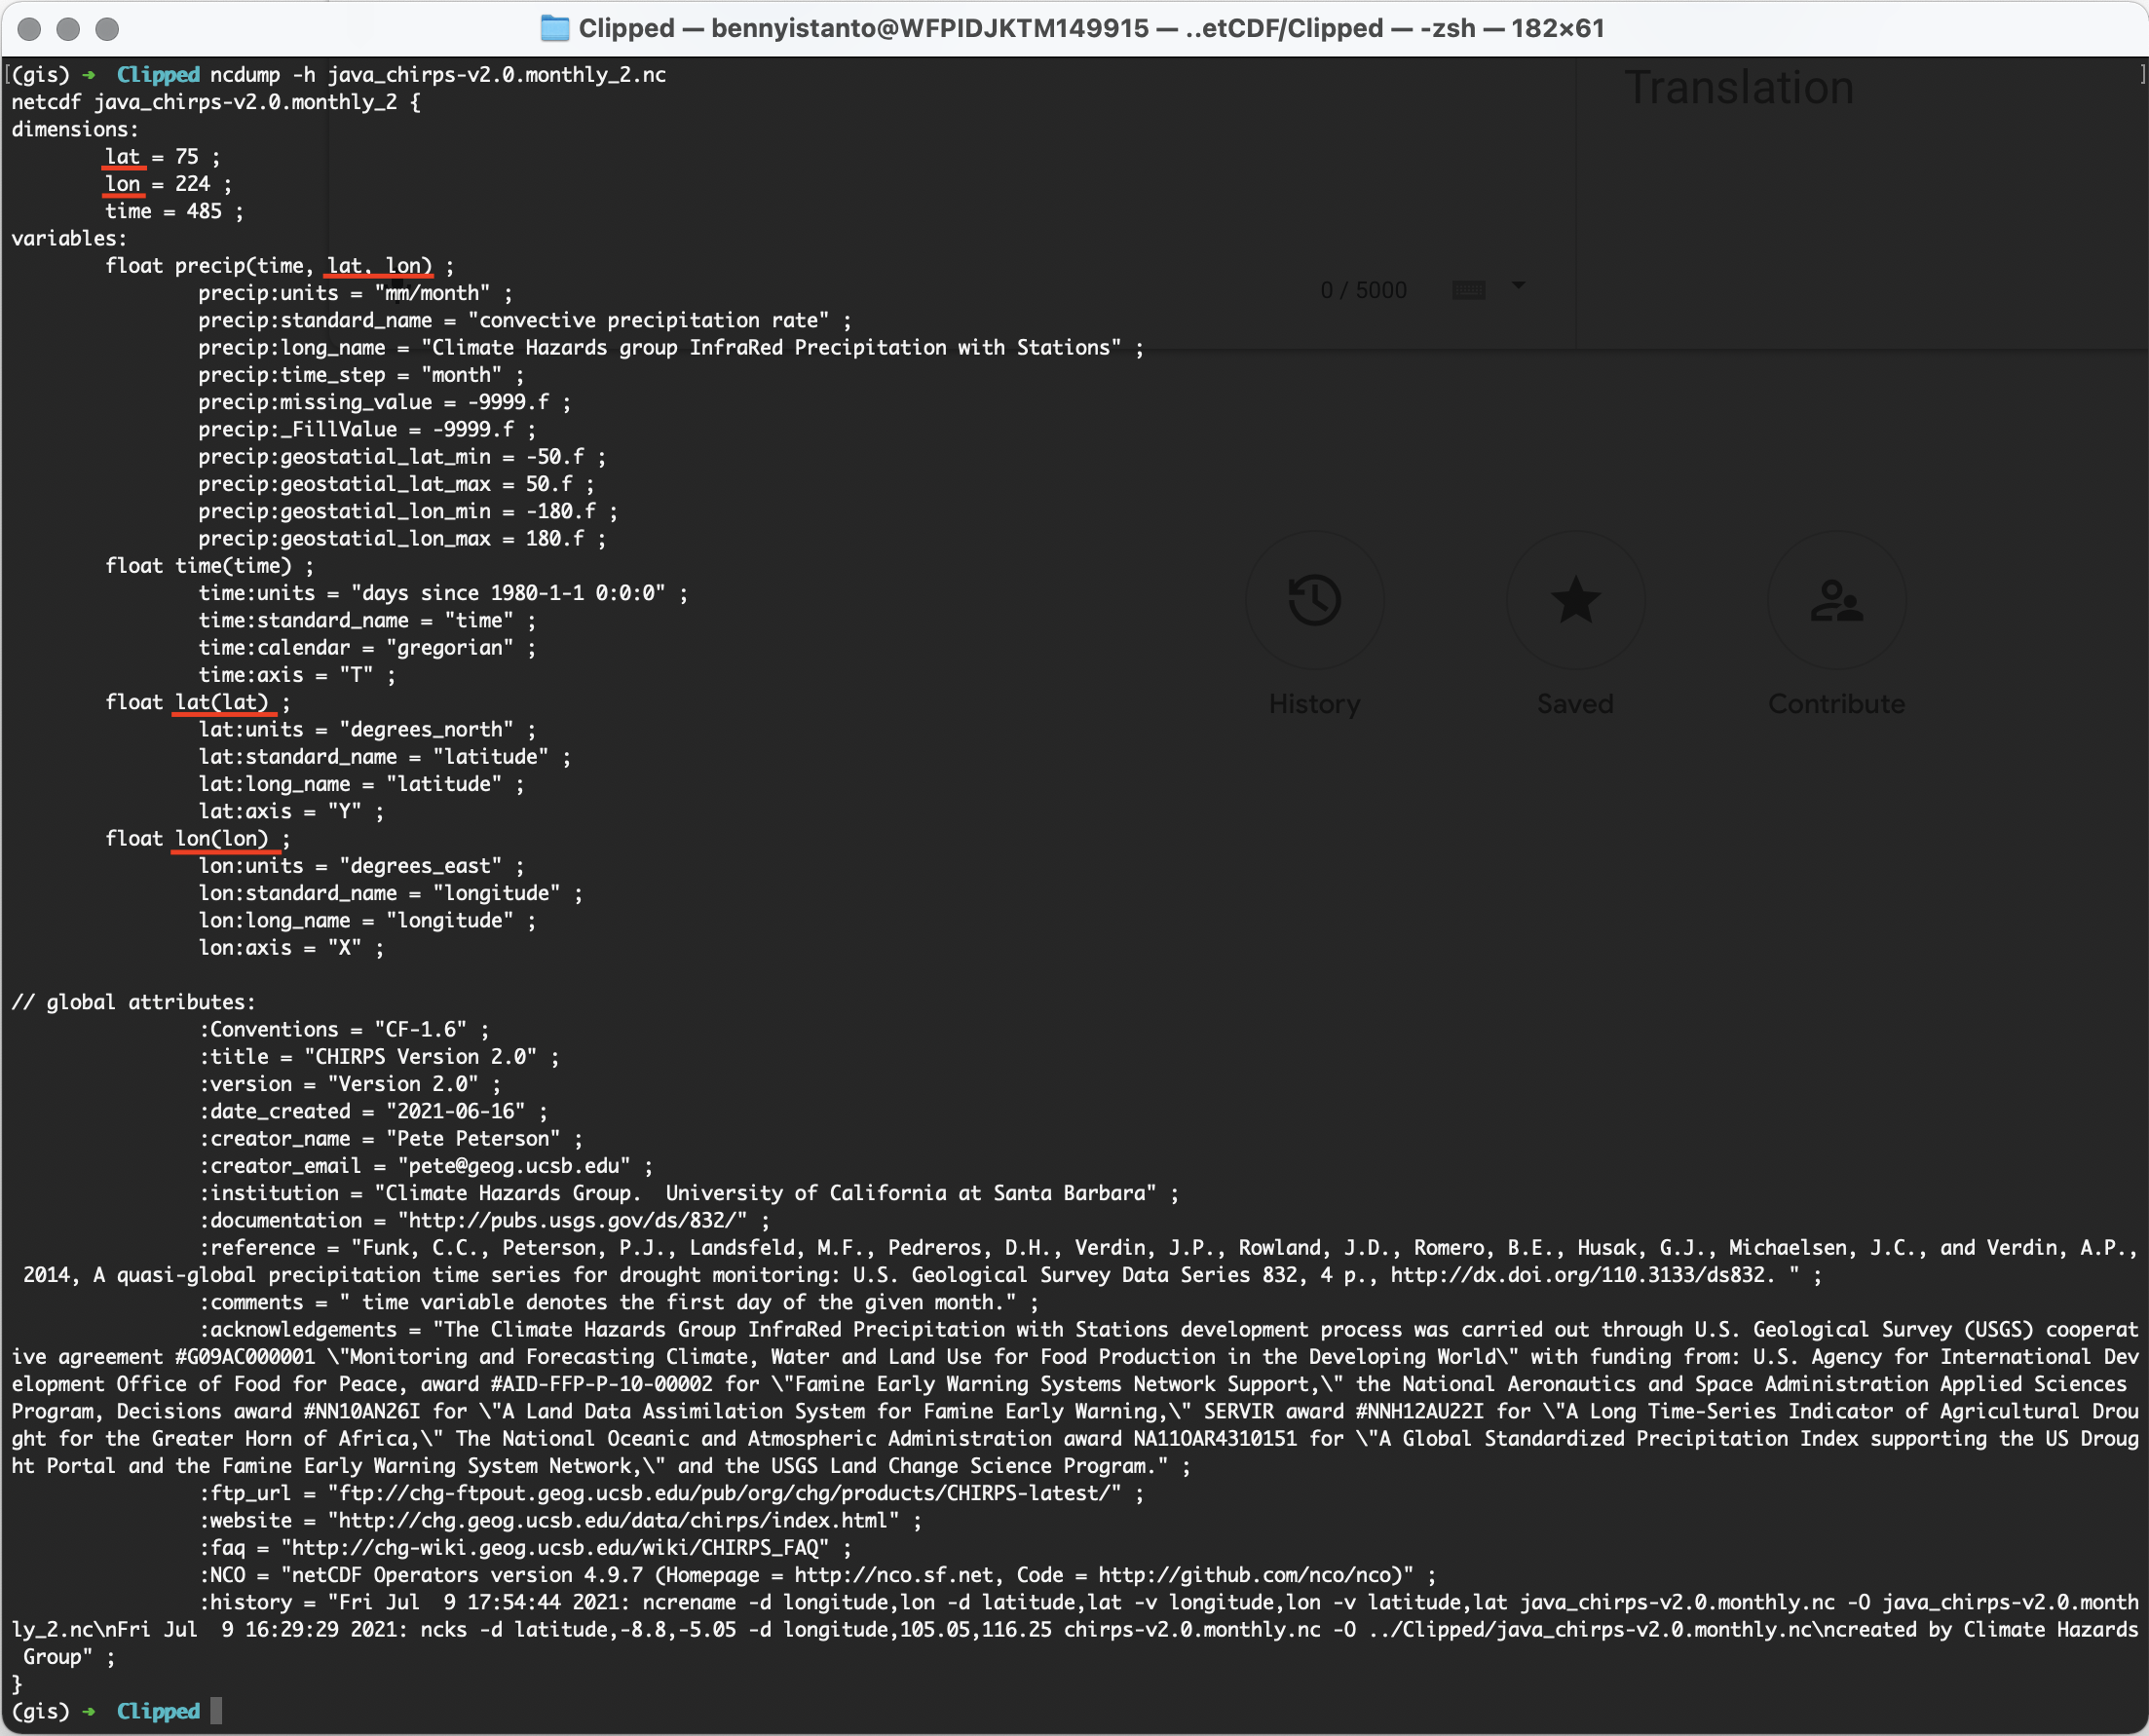 Clipped — bennyistanto@WFPIDJKTM149915 — ..etCDF/Clipped — -zsh — 182×61
[(gis) ➜  Clipped ncdump -h java_chirps-v2.0.monthly_2.nc ]
netcdf java_chirps-v2.0.monthly_2 {
Translation
dimensions:
lat = 75 ;
lon = 224 ;
time = 485 ;
variables:
float precip(time, lat, lon) ;
precip:units = "mm/month" ;
0 / 5000
precip:standard_name = "convective precipitation rate" ;
precip:long_name = "Climate Hazards group InfraRed Precipitation with Stations" ;
precip:time_step = "month" ;
precip:missing_value = -9999.f ;
precip:_FillValue = -9999.f ;
precip:geostatial_lat_min = -50.f ;
precip:geostatial_lat_max = 50.f ;
precip:geostatial_lon_min = -180.f ;
precip:geostatial_lon_max = 180.f ;
float time(time) ;
time:units = "days since 1980-1-1 0:0:0" ;
time:standard_name = "time" ;
time:calendar = "gregorian" ;
time:axis = "T" ;
float lat(lat) ;
History Saved Contribute
lat:units = "degrees_north" ;
lat:standard_name = "latitude" ;
lat:long_name = "latitude" ;
lat:axis = "Y" ;
float lon(lon) ;
lon:units = "degrees_east" ;
lon:standard_name = "longitude" ;
lon:long_name = "longitude" ;
lon:axis = "X" ;
// global attributes:
:Conventions = "CF-1.6" ;
:title = "CHIRPS Version 2.0" ;
:version = "Version 2.0" ;
:date_created = "2021-06-16" ;
:creator_name = "Pete Peterson" ;
:creator_email = "pete@geog.ucsb.edu" ;
:institution = "Climate Hazards Group.  University of California at Santa Barbara" ;
:documentation = "http://pubs.usgs.gov/ds/832/" ;
:reference = "Funk, C.C., Peterson, P.J., Landsfeld, M.F., Pedreros, D.H., Verdin, J.P., Rowland, J.D., Romero, B.E., Husak, G.J., Michaelsen, J.C., and Verdin, A.P.,
2014, A quasi-global precipitation time series for drought monitoring: U.S. Geological Survey Data Series 832, 4 p., http://dx.doi.org/110.3133/ds832. " ;
:comments = " time variable denotes the first day of the given month." ;
:acknowledgements = "The Climate Hazards Group InfraRed Precipitation with Stations development process was carried out through U.S. Geological Survey (USGS) cooperat
ive agreement #G09AC000001 \"Monitoring and Forecasting Climate, Water and Land Use for Food Production in the Developing World\" with funding from: U.S. Agency for International Dev
elopment Office of Food for Peace, award #AID-FFP-P-10-00002 for \"Famine Early Warning Systems Network Support,\" the National Aeronautics and Space Administration Applied Sciences
Program, Decisions award #NN10AN26I for \"A Land Data Assimilation System for Famine Early Warning,\" SERVIR award #NNH12AU22I for \"A Long Time-Series Indicator of Agricultural Drou
ght for the Greater Horn of Africa,\" The National Oceanic and Atmospheric Administration award NA11OAR4310151 for \"A Global Standardized Precipitation Index supporting the US Droug
ht Portal and the Famine Early Warning System Network,\" and the USGS Land Change Science Program." ;
:ftp_url = "ftp://chg-ftpout.geog.ucsb.edu/pub/org/chg/products/CHIRPS-latest/" ;
:website = "http://chg.geog.ucsb.edu/data/chirps/index.html" ;
:faq = "http://chg-wiki.geog.ucsb.edu/wiki/CHIRPS_FAQ" ;
:NCO = "netCDF Operators version 4.9.7 (Homepage = http://nco.sf.net, Code = http://github.com/nco/nco)" ;
:history = "Fri Jul  9 17:54:44 2021: ncrename -d longitude,lon -d latitude,lat -v longitude,lon -v latitude,lat java_chirps-v2.0.monthly.nc -O java_chirps-v2.0.month
ly_2.nc\nFri Jul  9 16:29:29 2021: ncks -d latitude,-8.8,-5.05 -d longitude,105.05,116.25 chirps-v2.0.monthly.nc -O ../Clipped/java_chirps-v2.0.monthly.nc\ncreated by Climate Hazards
Group" ;
}
(gis) ➜  Clipped